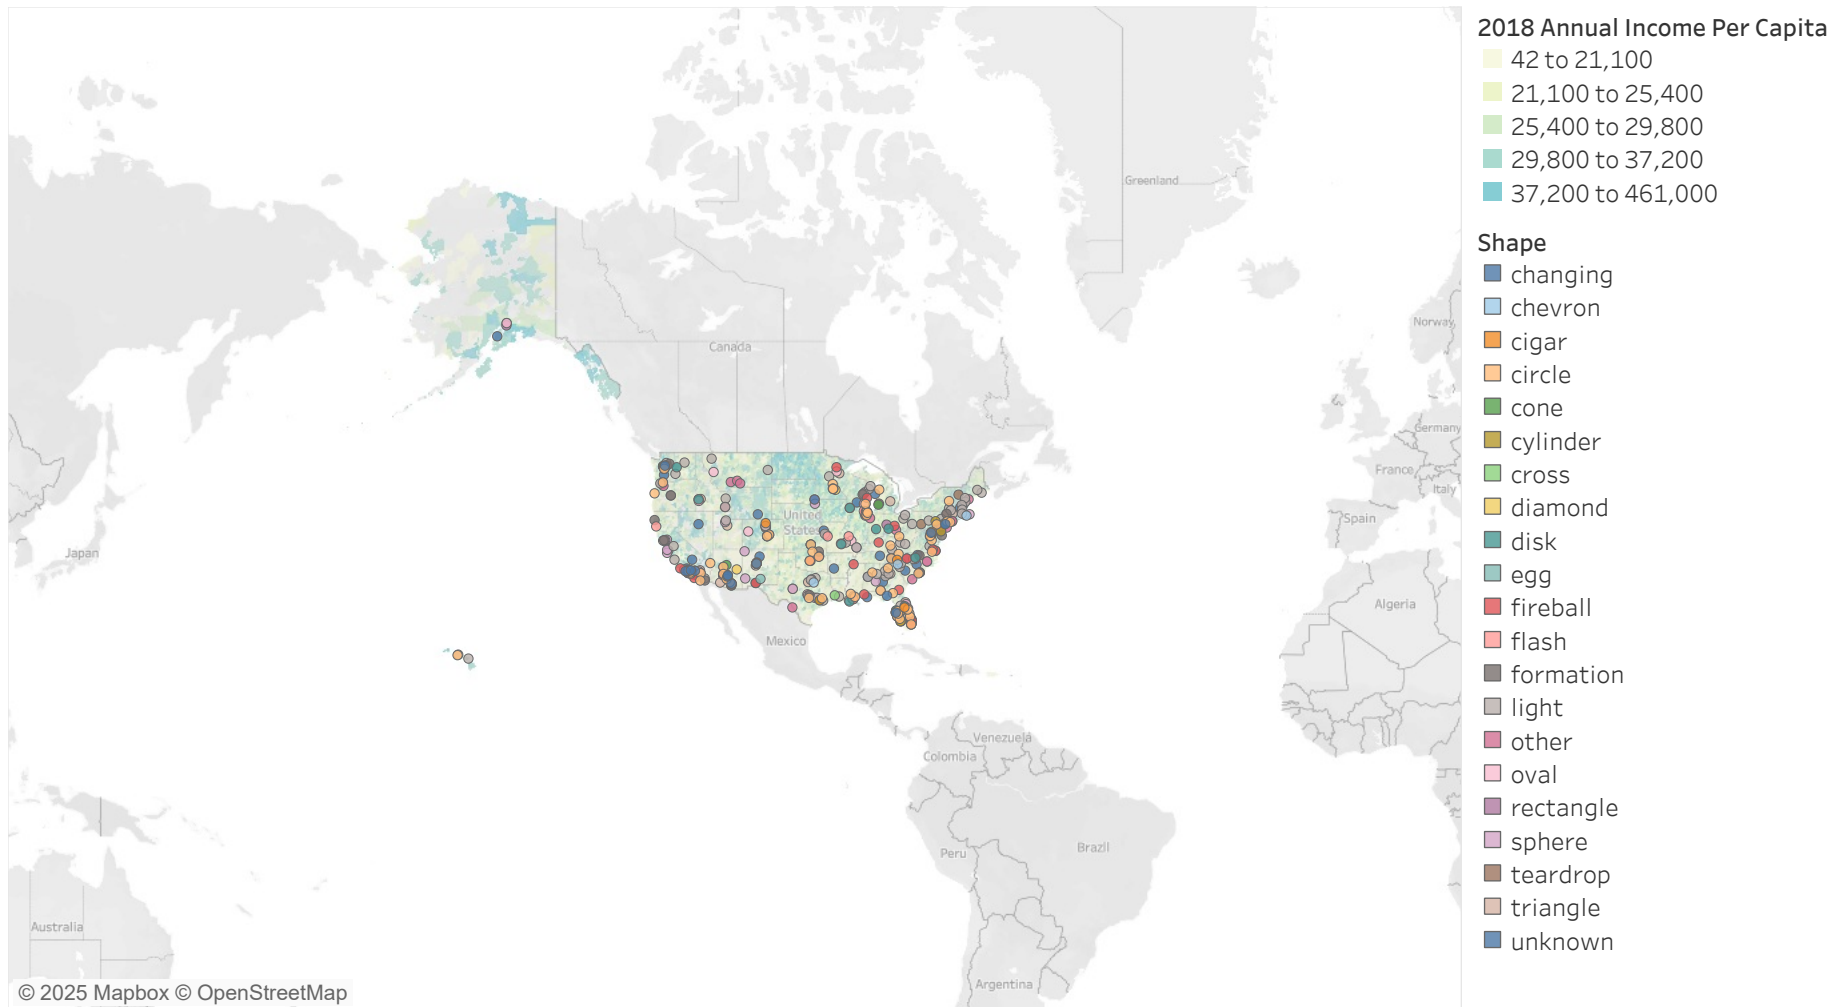 2018 Annual Income Per Capita
42 to 21,100
21,100 to 25,400
25,400 to 29,800
29,800 to 37,200
37,200 to 461,000
Shape
changing
chevron
cigar
circle
cone
cylinder
cross
diamond
disk
egg
fireball
flash
formation
light
other
oval
rectangle
sphere
teardrop
triangle
unknown
Greenland
Norway
Canada
Germany
France
Italy
United
States
Spain
Japan
Algeria
Mexico
Venezuela
Colombia
Peru
Brazil
Australia
Argentina
© 2025 Mapbox © OpenStreetMap